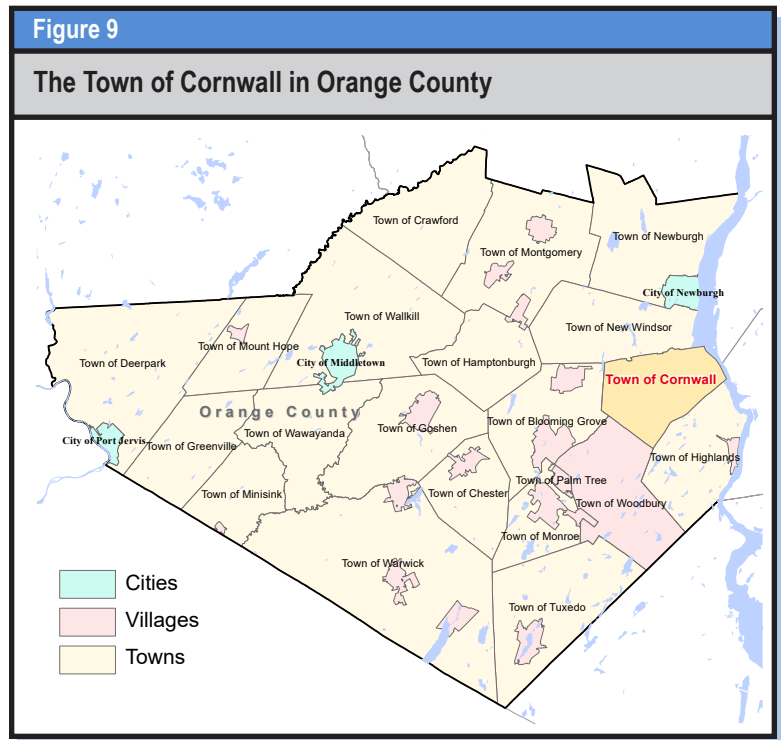 Figure 9
The Town of Cornwall in Orange County
Town of Crawford
Town of Newburgh
Town of Montgomery
City of Newburgh
Town of Wallkill
Town of New Windsor
Town of Mount Hope
Town of Deerpark
City of Middletown
Town of Hamptonburgh
Town of Cornwall
Orange County
Town of Blooming Grove
Town of Goshen
Town of Wawayanda
City of Port Jervis
Town of Greenville
Town of Highlands
Town of Palm Tree
Town of Minisink
Town of Chester
Town of Woodbury
Town of Monroe
Town of Warwick
Cities
Town of Tuxedo
Villages
Towns